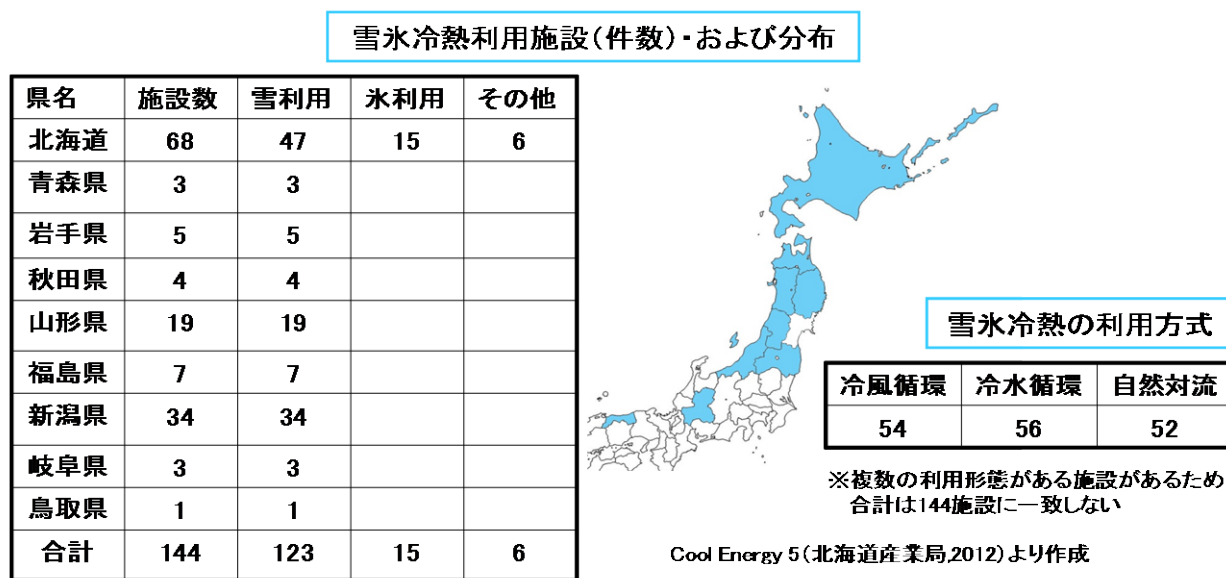 雪氷冷熱利用施設(件数)・および分布
県名 施設数 雪利用 氷利用 その他
北海道 68 47 15 6
青森県 3 3
岩手県 5 5
秋田県 4 4
山形県 19 19
福島県 7 7
新潟県 34 34
岐阜県 3 3
鳥取県 1 1
合計 144 123 15 6
雪氷冷熱の利用方式
冷風循環 冷水循環 自然対流
54 56 52
※複数の利用形態がある施設があるため
合計は144施設に一致しない
Cool Energy 5(北海道産業局,2012)より作成